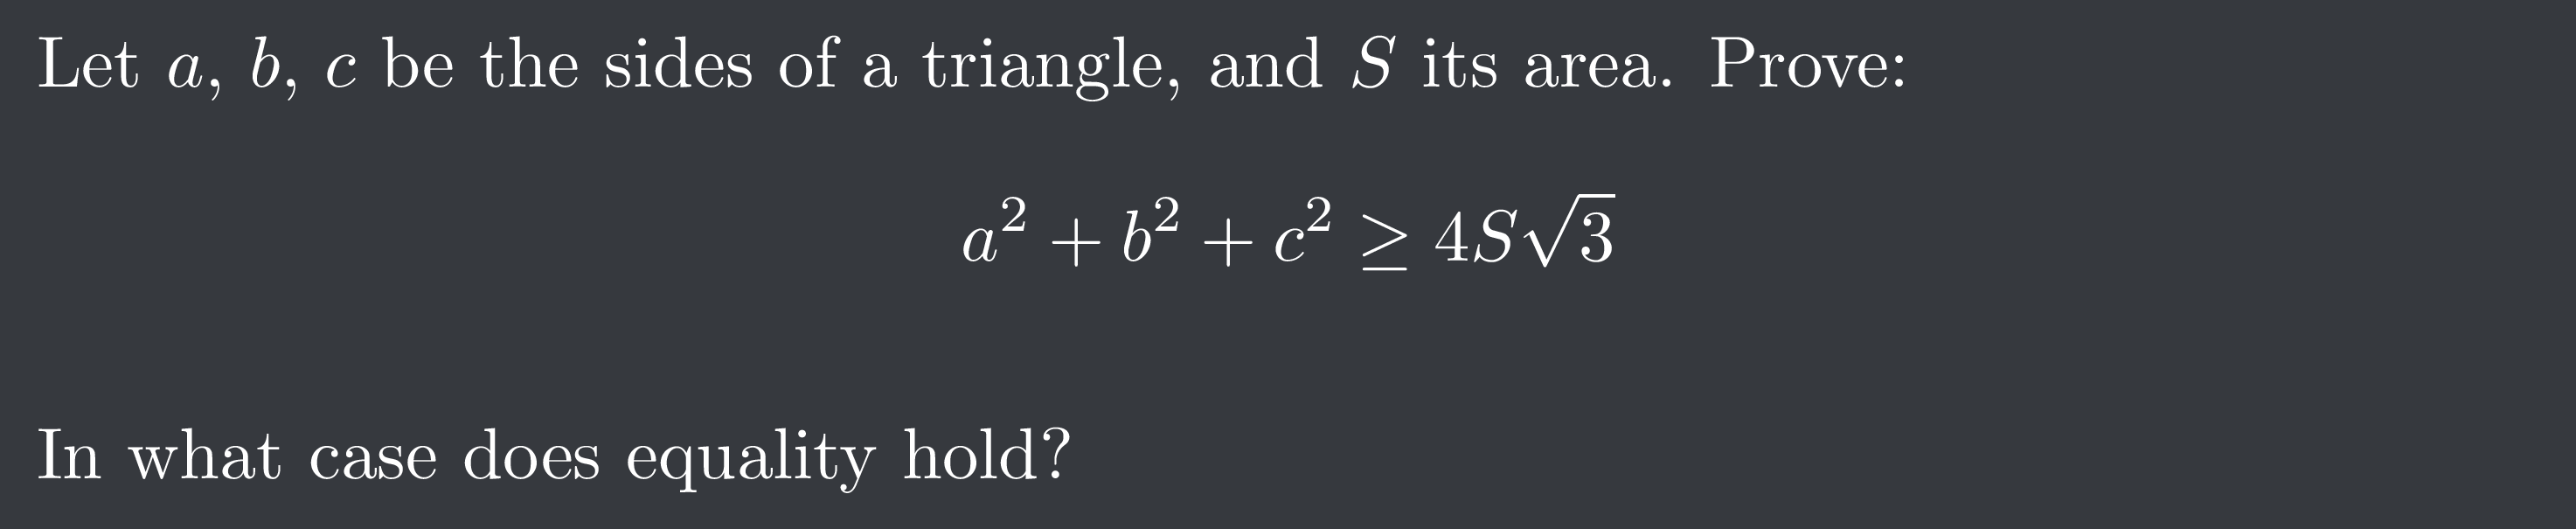 Let a, b, c be the sides of a triangle, and S its area. Prove:
a² + b² + c² ≥ 4S√3
In what case does equality hold?